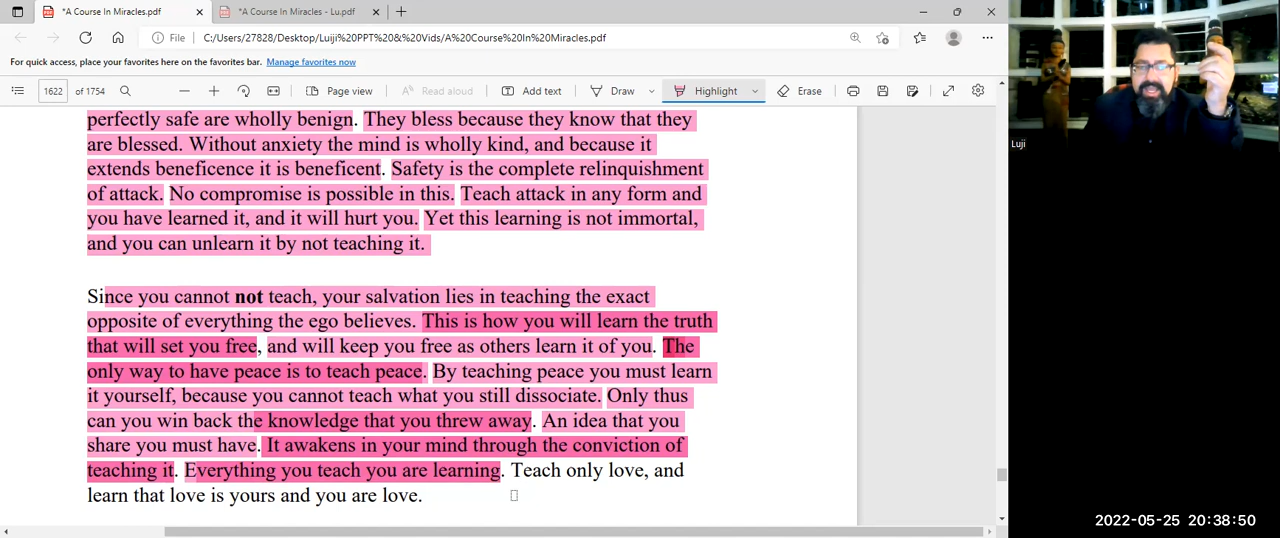 *A Course In Miracles.pdf
*A Course In Miracles - Lu.pdf
File
C:/Users/27828/Desktop/Luiji%20PPT%20&%20Vids/A%20Course%20In%20Miracles.pdf
For quick access, place your favorites here on the favorites bar. Manage favorites now
1622 of 1754
Page view
Read aloud
Add text
Draw
Highlight
Erase
perfectly safe are wholly benign. They bless because they know that they
are blessed. Without anxiety the mind is wholly kind, and because it
extends beneficence it is beneficent. Safety is the complete relinquishment
of attack. No compromise is possible in this. Teach attack in any form and
you have learned it, and it will hurt you. Yet this learning is not immortal,
and you can unlearn it by not teaching it.
Since you cannot not teach, your salvation lies in teaching the exact
opposite of everything the ego believes. This is how you will learn the truth
that will set you free, and will keep you free as others learn it of you. The
only way to have peace is to teach peace. By teaching peace you must learn
it yourself, because you cannot teach what you still dissociate. Only thus
can you win back the knowledge that you threw away. An idea that you
share you must have. It awakens in your mind through the conviction of
teaching it. Everything you teach you are learning. Teach only love, and
learn that love is yours and you are love.
Luji
2022-05-25 20:38:50